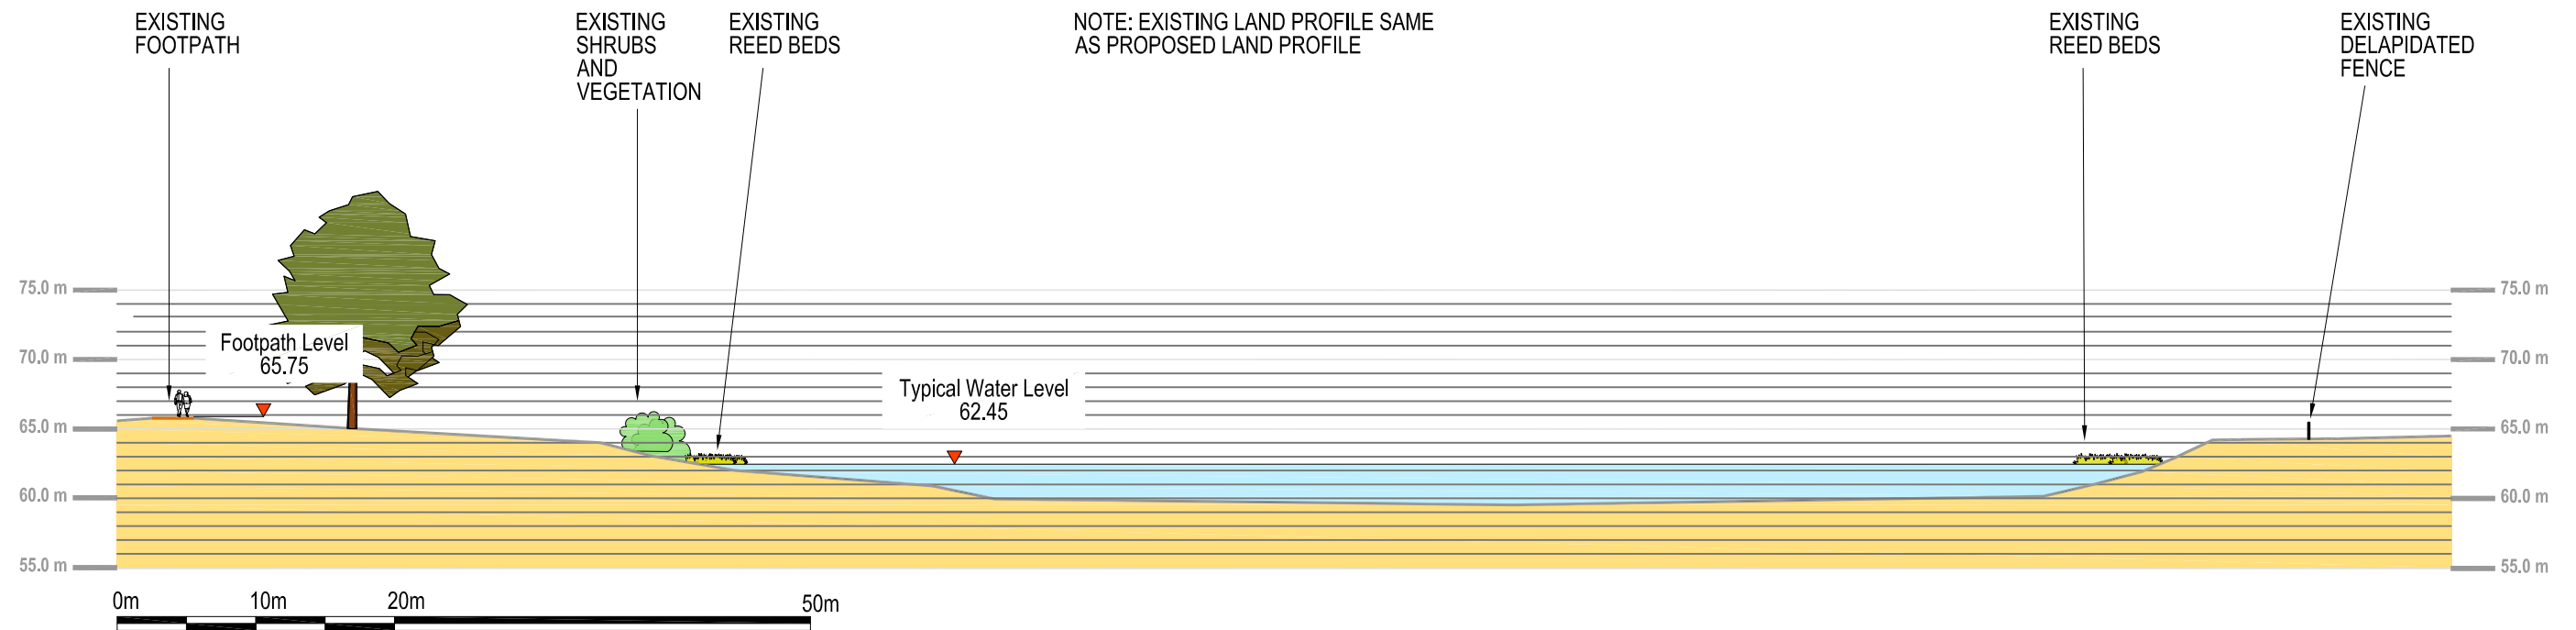 EXISTING
FOOTPATH
EXISTING
SHRUBS
AND
VEGETATION
EXISTING
REED BEDS
NOTE: EXISTING LAND PROFILE SAME
AS PROPOSED LAND PROFILE
EXISTING
REED BEDS
EXISTING
DELAPIDATED
FENCE
75.0 m
75.0 m
Footpath Level
65.75
70.0 m
70.0 m
Typical Water Level
62.45
65.0 m
65.0 m
60.0 m
60.0 m
55.0 m
55.0 m
0m 10m 20m 50m